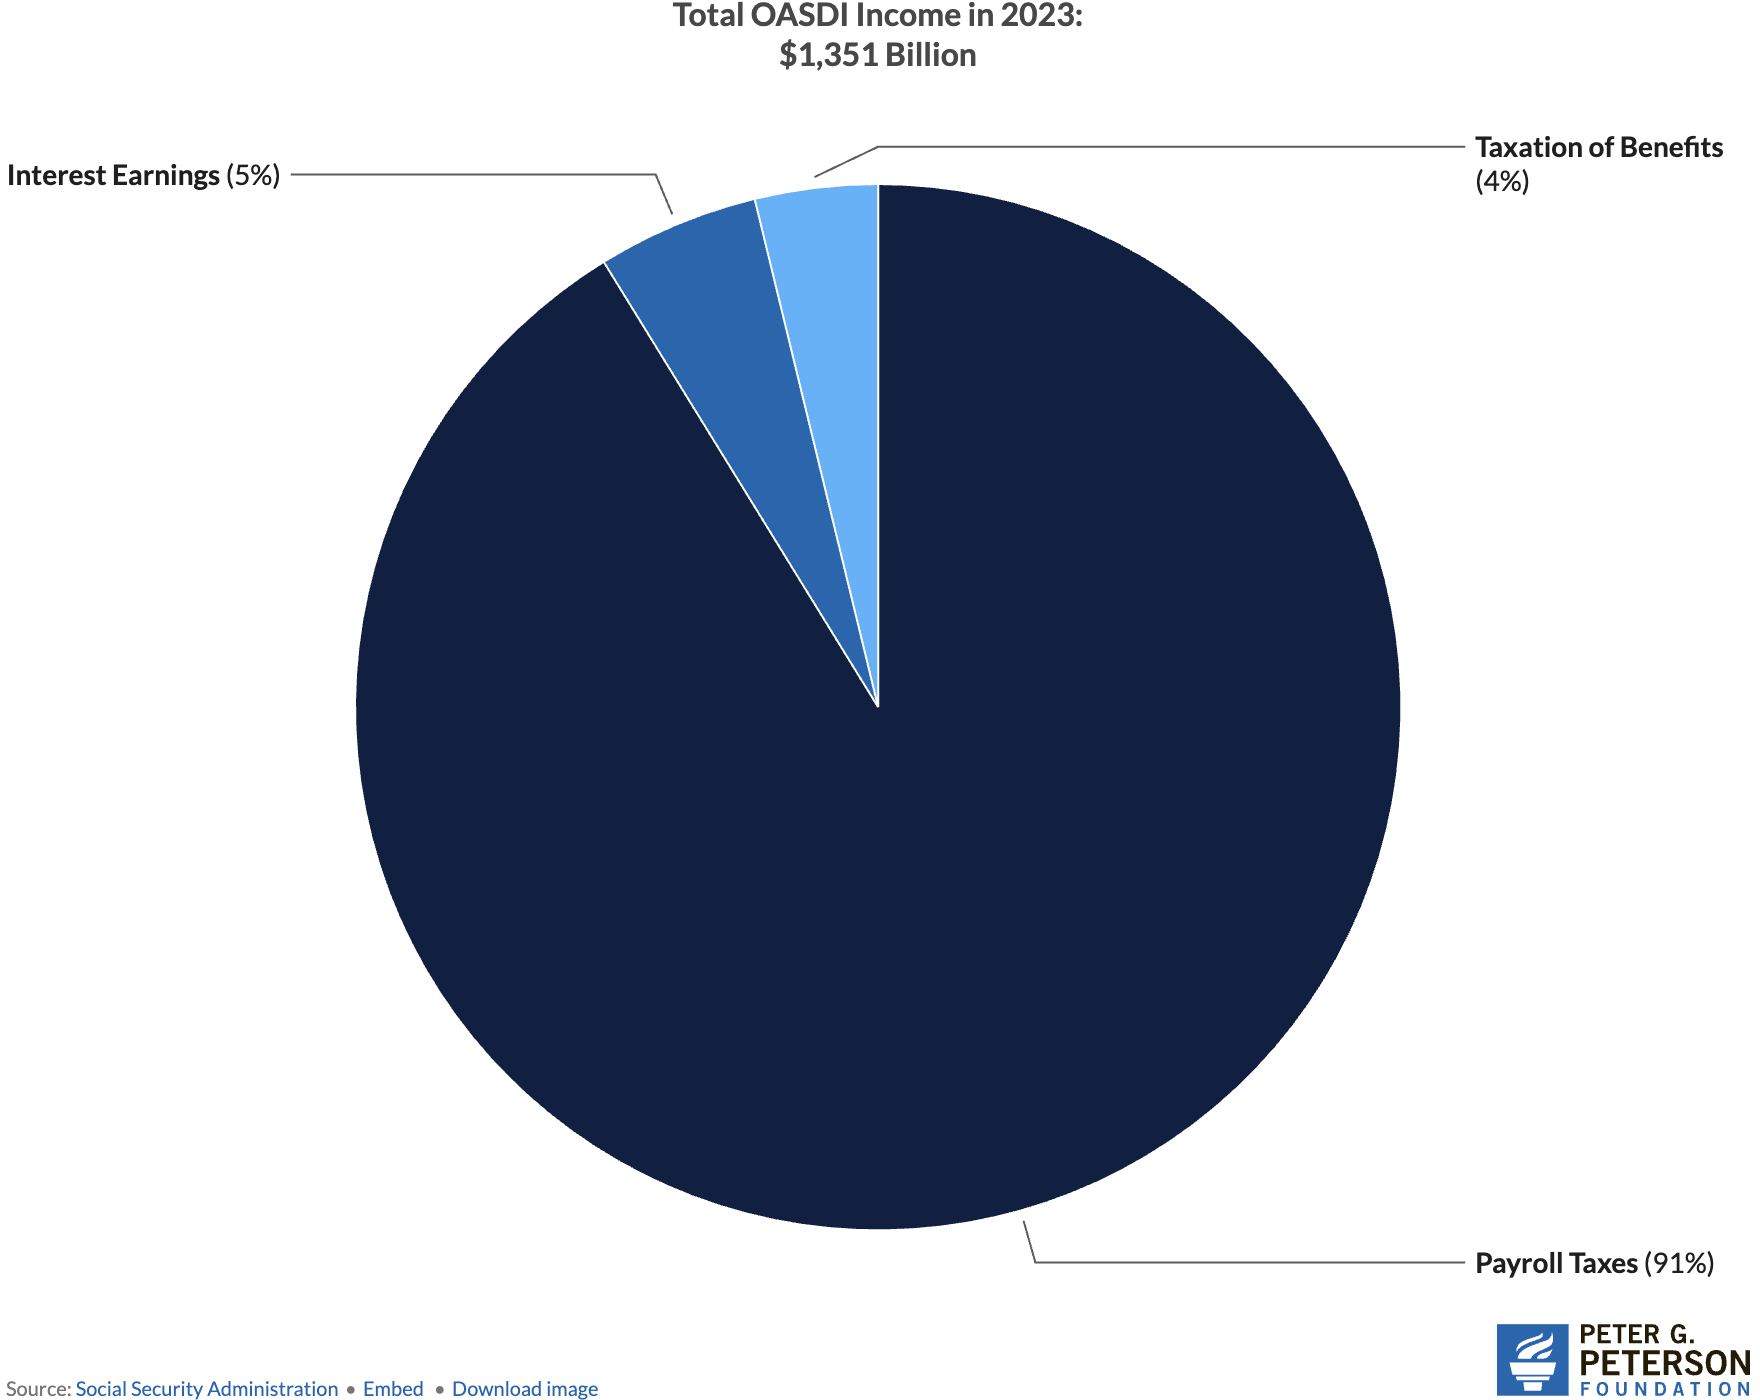 Total OASDI Income in 2023:
$1,351 Billion
Taxation of Benefits
(4%)
Interest Earnings (5%)
Payroll Taxes (91%)
PETER G.
PETERSON
FOUNDATION
Source: Social Security Administration • Embed • Download image